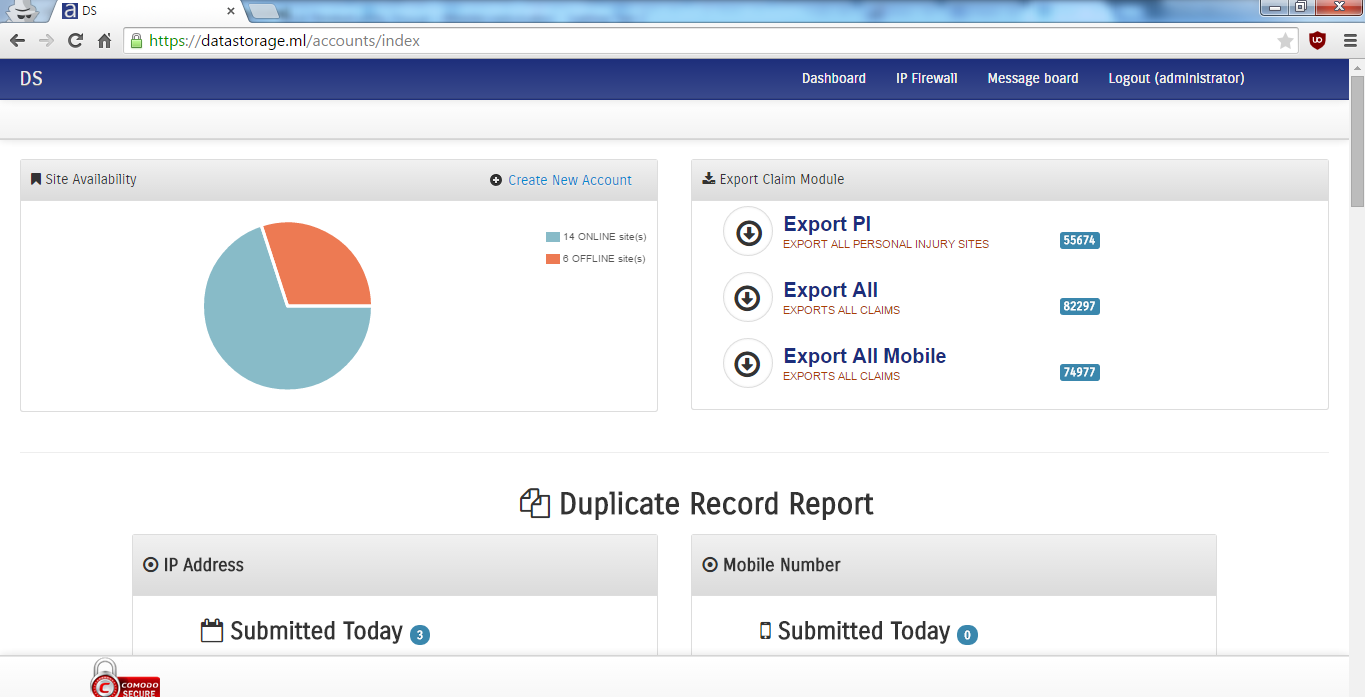 DS
https://datastorage.ml/accounts/index
DS Dashboard IP Firewall Message board Logout (administrator)
Site Availability Create New Account
14 ONLINE site(s)
6 OFFLINE site(s)
Export Claim Module
Export PI
EXPORT ALL PERSONAL INJURY SITES 55674
Export All
EXPORTS ALL CLAIMS 82297
Export All Mobile
EXPORTS ALL CLAIMS 74977
Duplicate Record Report
IP Address
Submitted Today 3
Mobile Number
Submitted Today 0
COMODO
SECURE